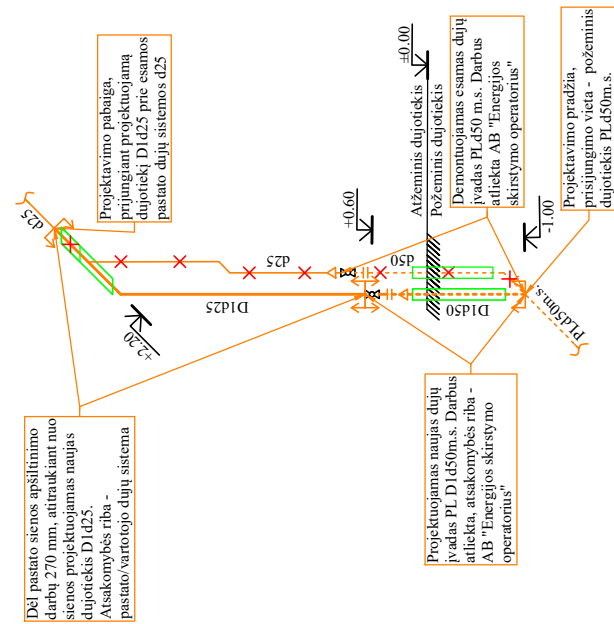 Dėl pastato sienos apšiltinimo
darbų 270 mm, atitraukiant nuo
sienos projektuojamas naujas
dujotiekis D1d25.
Atsakomybės riba -
pastato/vartotojo dujų sistema
d25
Projektavimo pabaiga,
prijungiant projektuojamą
dujotiekį D1d25 prie esamos
pastato dujų sistemos d25
+2.20
D1d25
d25
+0.60
±0.00
Atžeminis dujotiekis
Požeminis dujotiekis
d50
D1d50
-1.00
PLd50m.s.
Demontuojamas esamas dujų
įvadas PLd50 m.s. Darbus
atliekta AB "Energijos
skirstymo operatorius"
Projektuojamas naujas dujų
įvadas PL D1d50m.s. Darbus
atliekta, atsakomybės riba -
AB "Energijos skirstymo
operatorius"
Projektavimo pradžia,
prisijungimo vieta - požeminis
dujotiekis PLd50m.s.